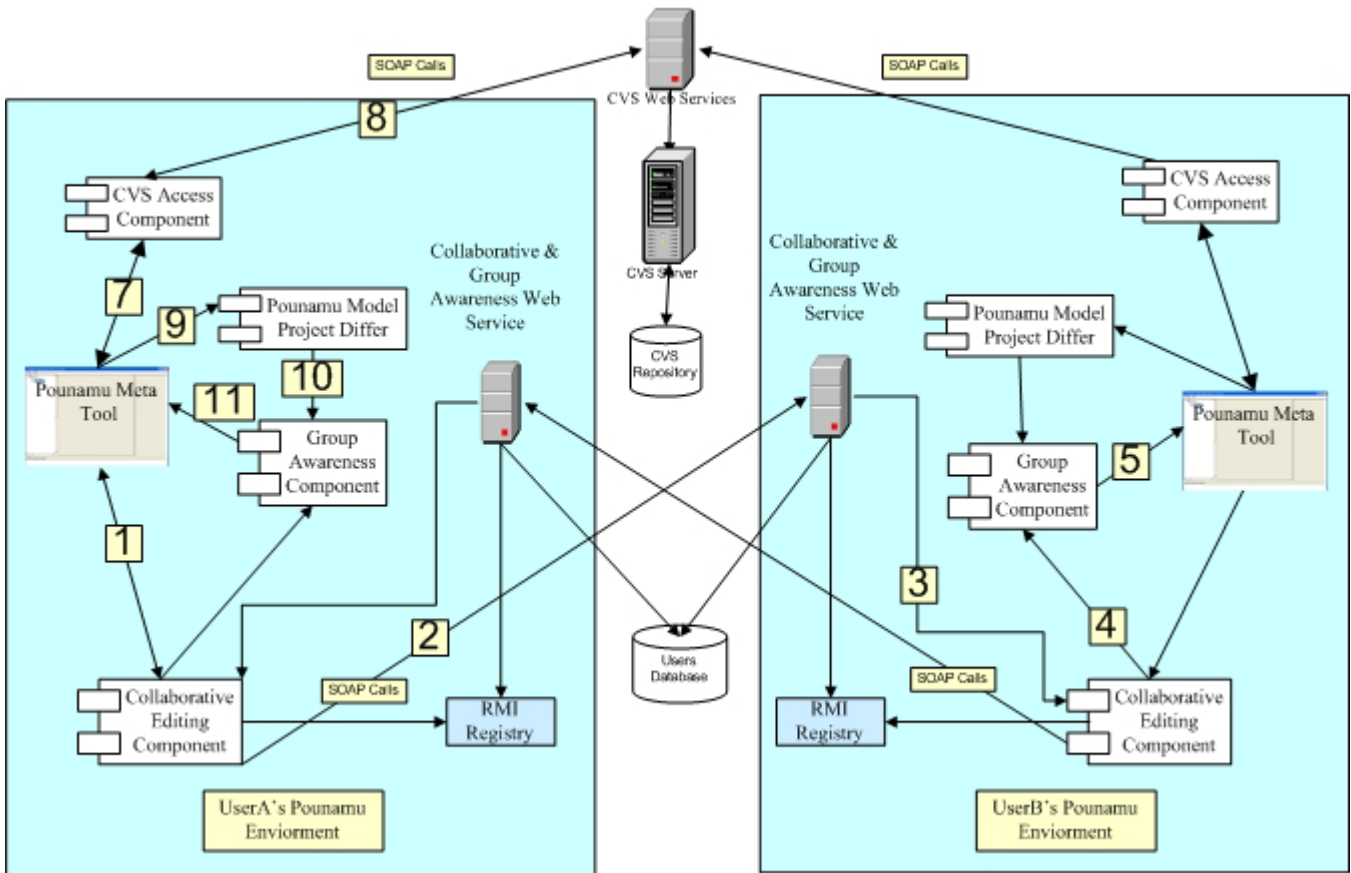 SOAP Calls
SOAP Calls
CVS Web Services
8
CVS Access
Component
CVS Access
Component
CVS Server
Collaborative &
Group
Awareness Web
Service
Collaborative &
Group
Awareness Web
Service
7
9
Pounamu Model
Project Differ
Pounamu Model
Project Differ
CVS
Repository
10
11
Pounamu Meta
Tool
Pounamu Meta
Tool
Group
Awareness
Component
Group
Awareness
Component
5
1
2
3
4
Users
Database
SOAP Calls
SOAP Calls
Collaborative
Editing
Component
RMI
Registry
RMI
Registry
Collaborative
Editing
Component
UserA's Pounamu
Enviorment
UserB's Pounamu
Enviorment